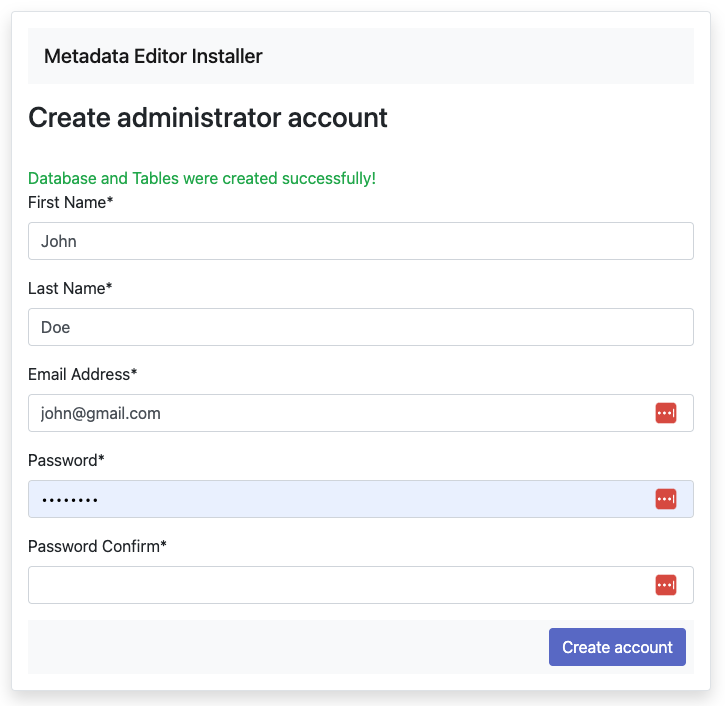 Metadata Editor Installer
Create administrator account
Database and Tables were created successfully!
First Name*
John
Last Name*
Doe
Email Address*
john@gmail.com
Password*
••••••••
Password Confirm*
Create account